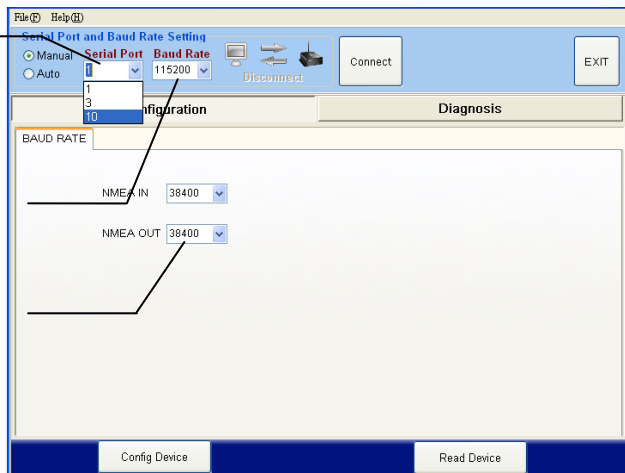 File(F) Help(H)
Serial Port and Baud Rate Setting
Manual Serial Port Baud Rate
Auto 1 115200
Disconnect
Connect
EXIT
1
3
10
Diagnosis
BAUD RATE
NMEA IN 38400
NMEA OUT 38400
Config Device Read Device